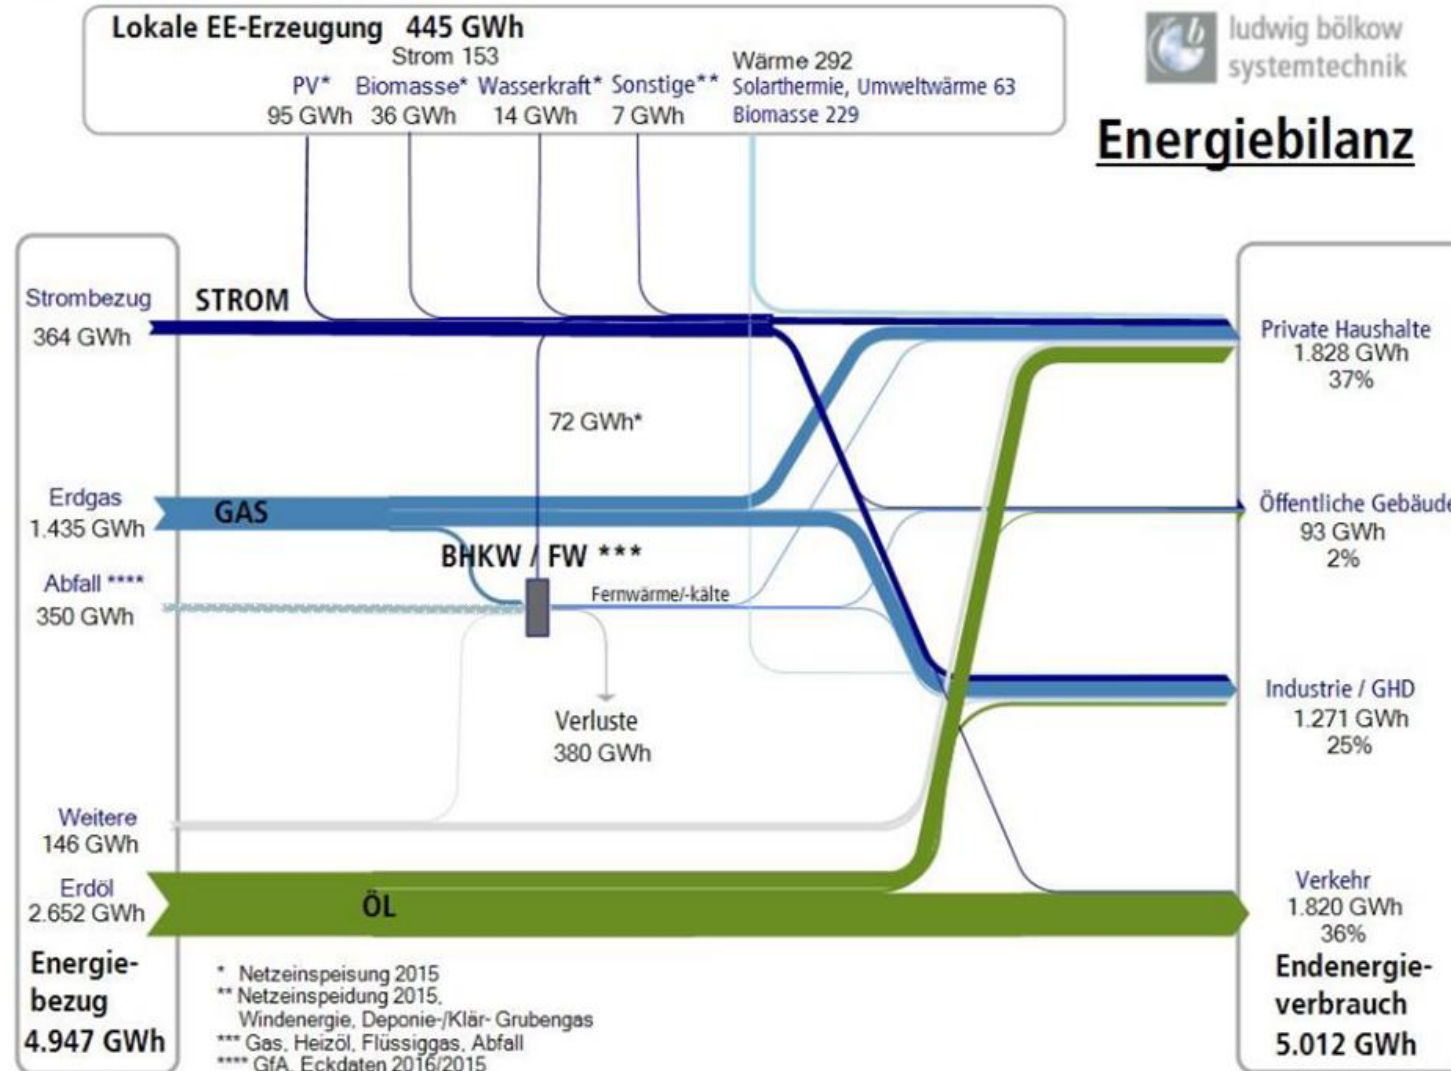 Lokale EE-Erzeugung 445 GWh
Strom 153
PV* Biomasse* Wasserkraft* Sonstige**
95 GWh 36 GWh 14 GWh 7 GWh
Wärme 292
Solarthermie, Umweltwärme 63
Biomasse 229
ludwig bölkow
systemtechnik
Energiebilanz
Strombezug
364 GWh
STROM
Private Haushalte
1.828 GWh
37%
72 GWh*
Erdgas
1.435 GWh
GAS
Öffentliche Gebäude
93 GWh
2%
BHKW / FW ***
Abfall ****
350 GWh
Fernwärme/-kälte
Verluste
380 GWh
Industrie / GHD
1.271 GWh
25%
Weitere
146 GWh
Erdöl
2.652 GWh
ÖL
Verkehr
1.820 GWh
36%
Energie-
bezug
4.947 GWh
* Netzeinspeisung 2015
** Netzeinspeidung 2015,
Windenergie, Deponie-/Klär- Grubengas
*** Gas, Heizöl, Flüssiggas, Abfall
**** GfA, Eckdaten 2016/2015
Endenergie-
verbrauch
5.012 GWh